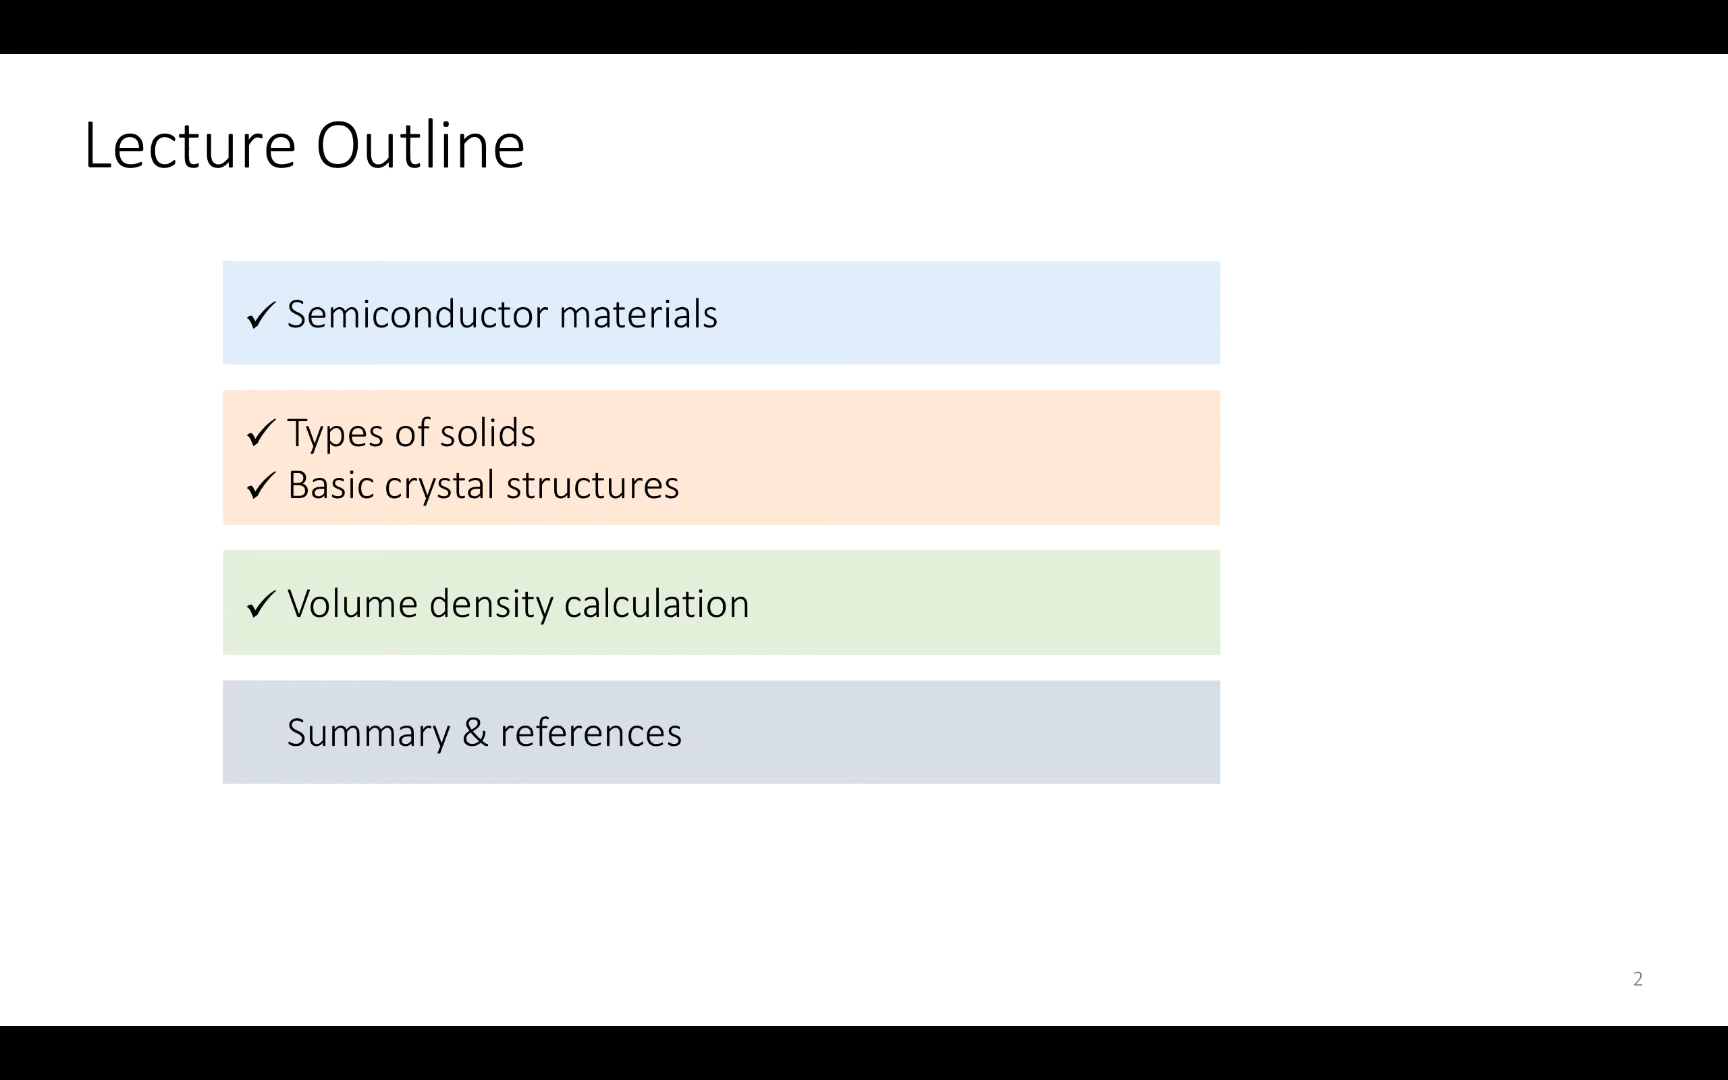 Lecture Outline
✓ Semiconductor materials
✓ Types of solids
✓ Basic crystal structures
✓ Volume density calculation
Summary & references
2